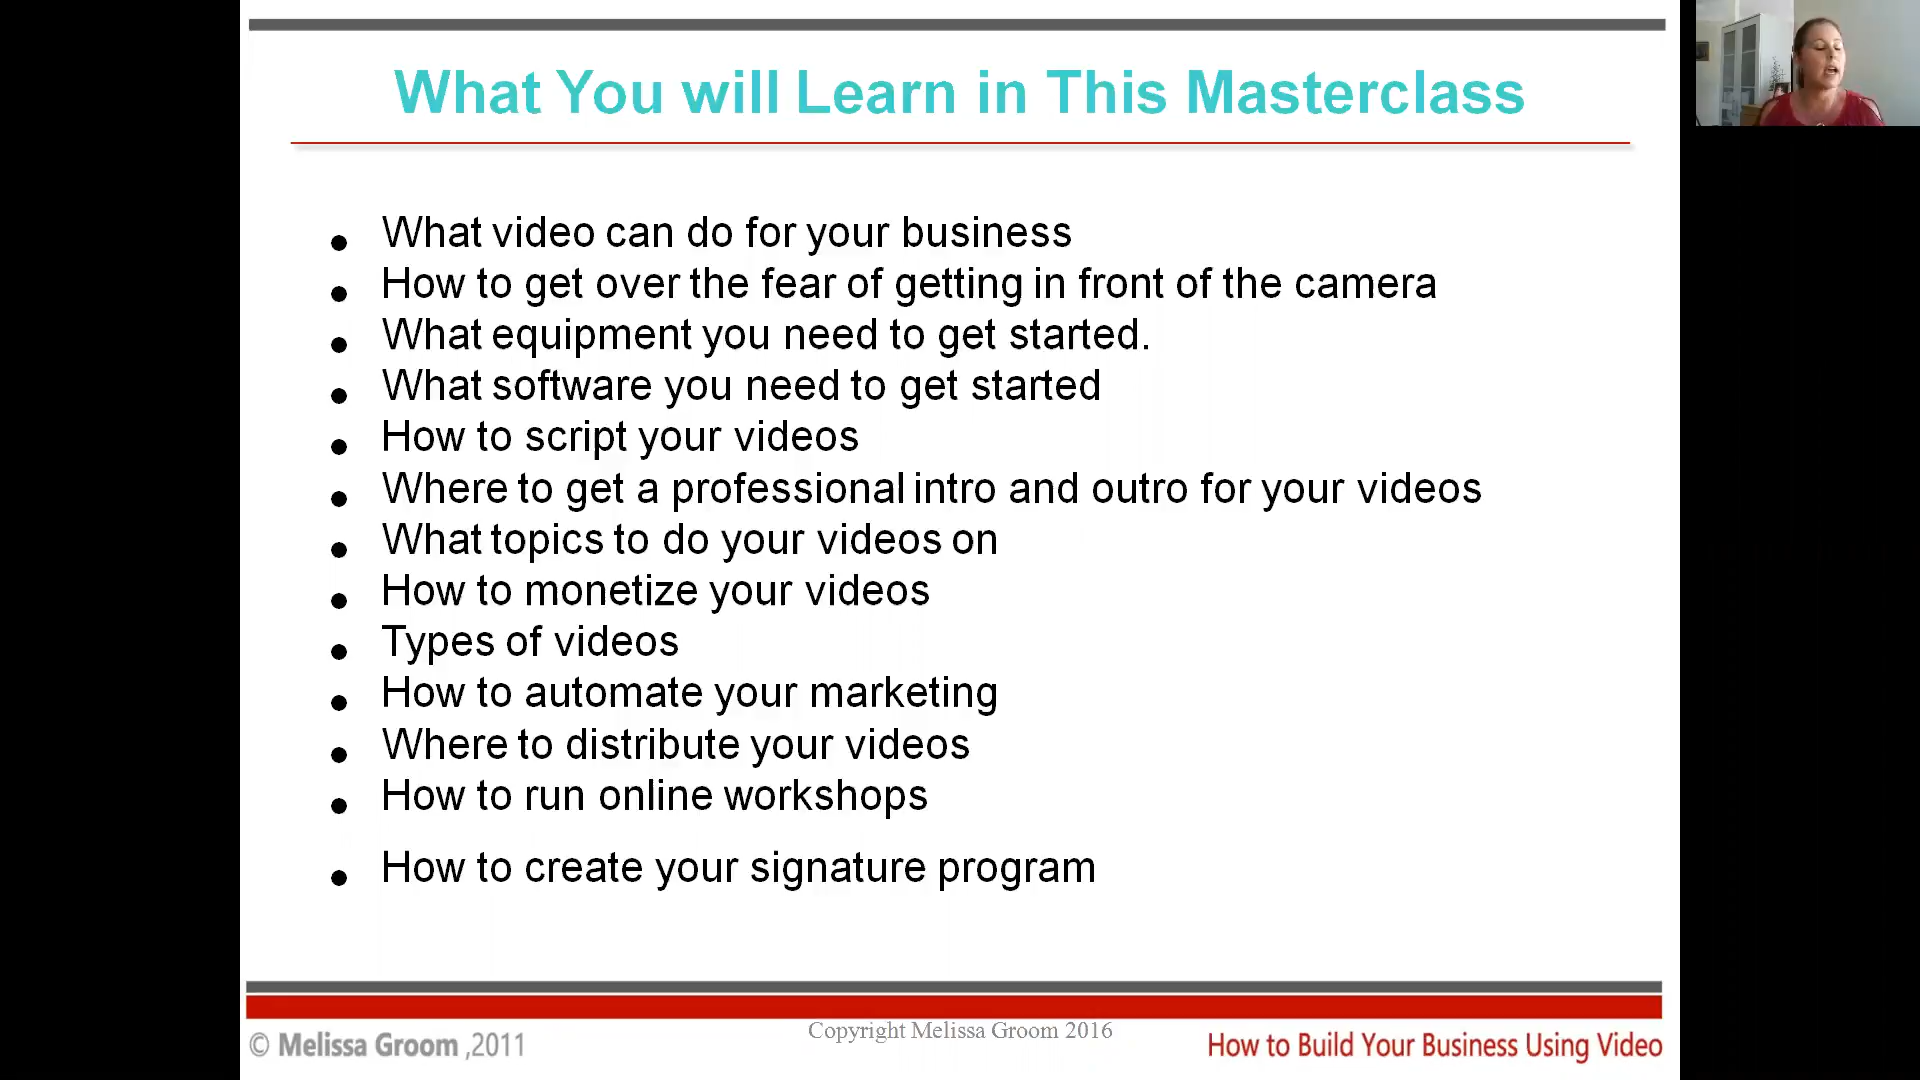 What You will Learn in This Masterclass
What video can do for your business
How to get over the fear of getting in front of the camera
What equipment you need to get started.
What software you need to get started
How to script your videos
Where to get a professional intro and outro for your videos
What topics to do your videos on
How to monetize your videos
Types of videos
How to automate your marketing
Where to distribute your videos
How to run online workshops
How to create your signature program
© Melissa Groom ,2011
Copyright Melissa Groom 2016
How to Build Your Business Using Video